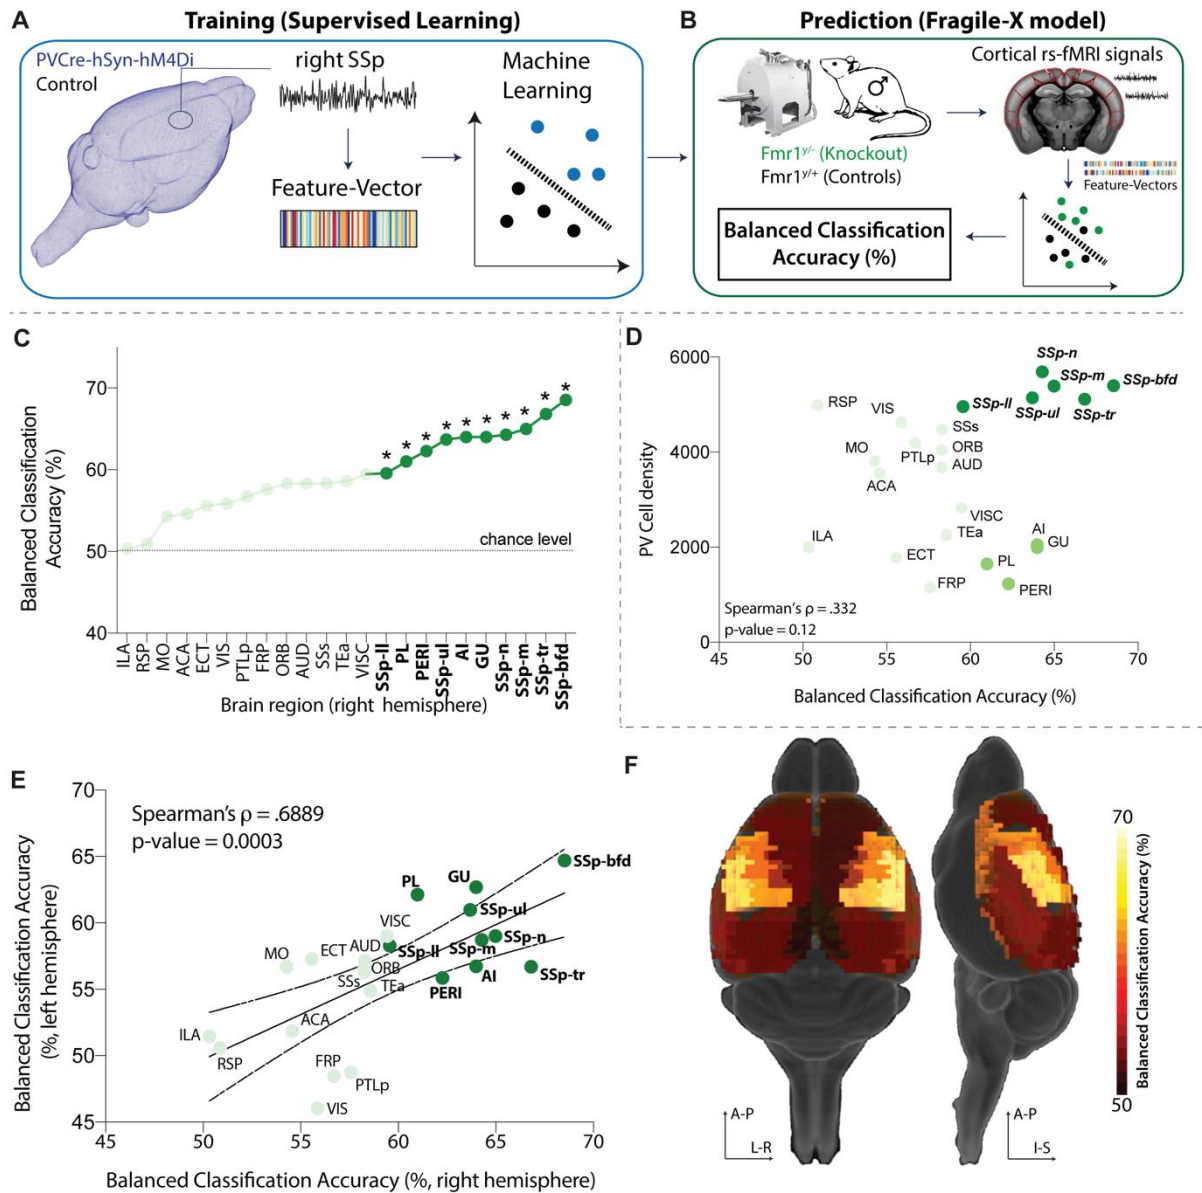 A
Training (Supervised Learning)
PVCre-hSyn-hM4Di
Control
right SSp
Feature-Vector
Machine
Learning
B
Prediction (Fragile-X model)
Fmr1y/- (Knockout)
Fmr1y/+ (Controls)
Cortical rs-fMRI signals
Feature-Vectors
Balanced Classification
Accuracy (%)
C
Balanced Classification
Accuracy (%)
70
60
50
40
* * * * * * * * * *
chance level
ILA
RSP
MO
ACA
ECT
VIS
PTLp
FRP
ORB
AUD
SSs
TEa
VISC
SSp-ll
PL
PERI
SSp-ul
AI
GU
SSp-n
SSp-m
SSp-tr
SSp-bfd
Brain region (right hemisphere)
D
PV Cell density
6000
4000
2000
0
SSp-n
SSp-m
SSp-bfd
SSp-ll
SSp-ul
SSp-tr
RSP
VIS
SSs
MO
PTLp
ORB
ACA
AUD
VISC
ILA
TEa
AI
GU
ECT
PL
FRP
PERI
Spearman's ρ = .332
p-value = 0.12
45
50
55
60
65
70
Balanced Classification Accuracy (%)
E
Balanced Classification Accuracy
(%, left hemisphere)
70
65
60
55
50
45
Spearman's ρ = .6889
p-value = 0.0003
SSp-bfd
PL
GU
SSp-ul
VISC
MO
ECT
AUD
SSp-ll
SSp-m
SSp-n
ORB
SSs
TEa
PERI
AI
SSp-tr
ILA
ACA
RSP
FRP
PTLp
VIS
45
50
55
60
65
70
Balanced Classification Accuracy (%, right hemisphere)
F
70
Balanced Classification Accuracy (%)
50
A-P
L-R
A-P
I-S